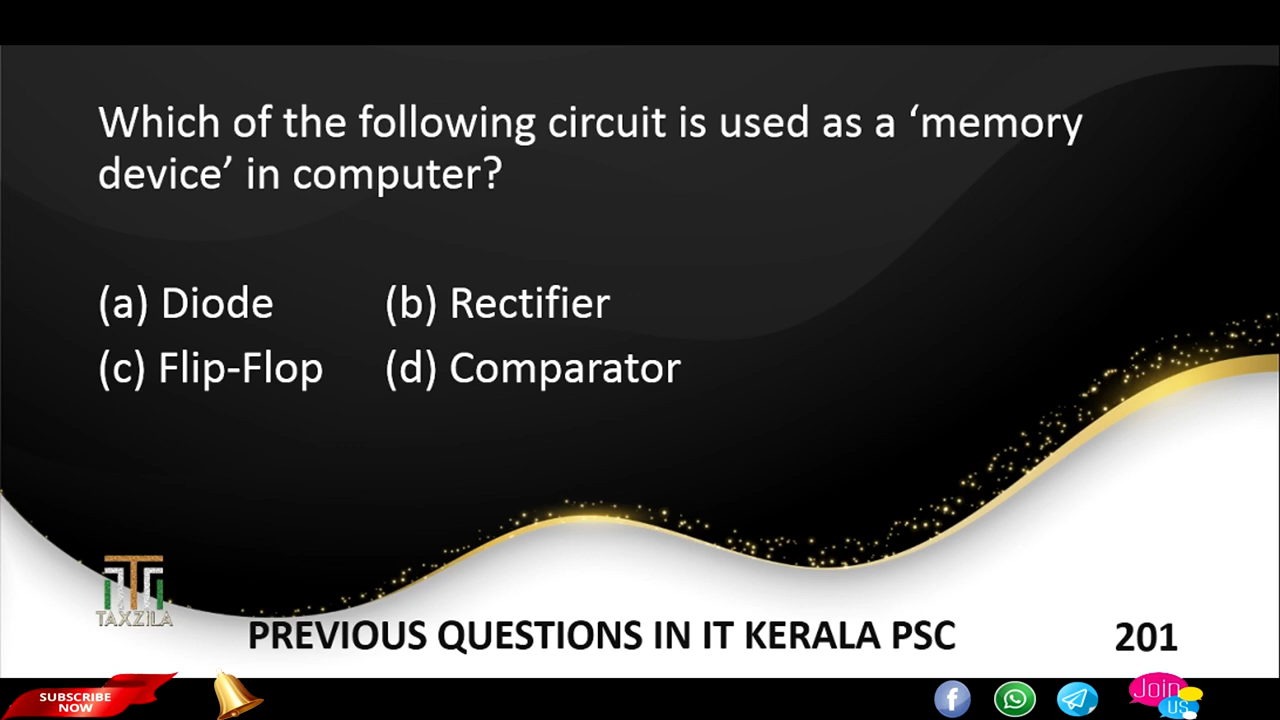 Which of the following circuit is used as a ‘memory
device’ in computer?
(a) Diode (b) Rectifier
(c) Flip-Flop (d) Comparator
TAXZILA
PREVIOUS QUESTIONS IN IT KERALA PSC 201
SUBSCRIBE
NOW
Join
us